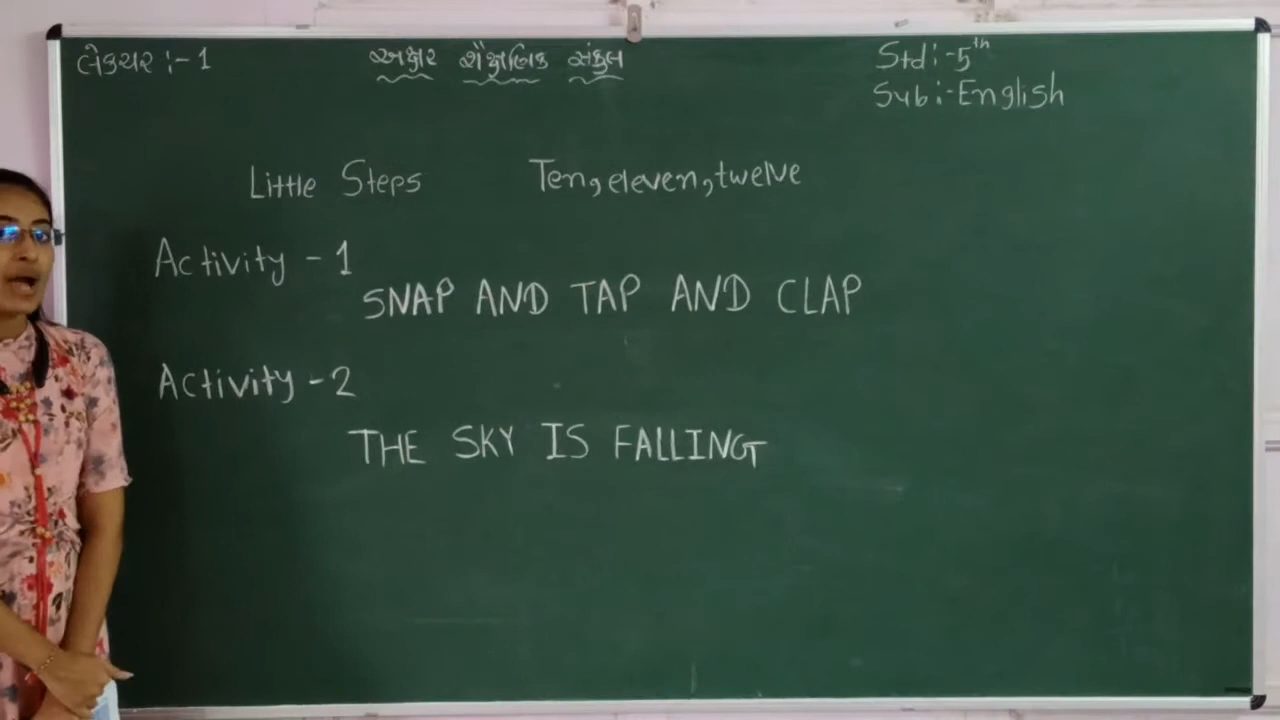 લેકચર :- 1
અક્ષર શૈક્ષણિક સંકુલ
Std :- 5th
Sub :- English
Little Steps Ten, eleven, twelve
Activity - 1
SNAP AND TAP AND CLAP
Activity - 2
THE SKY IS FALLING